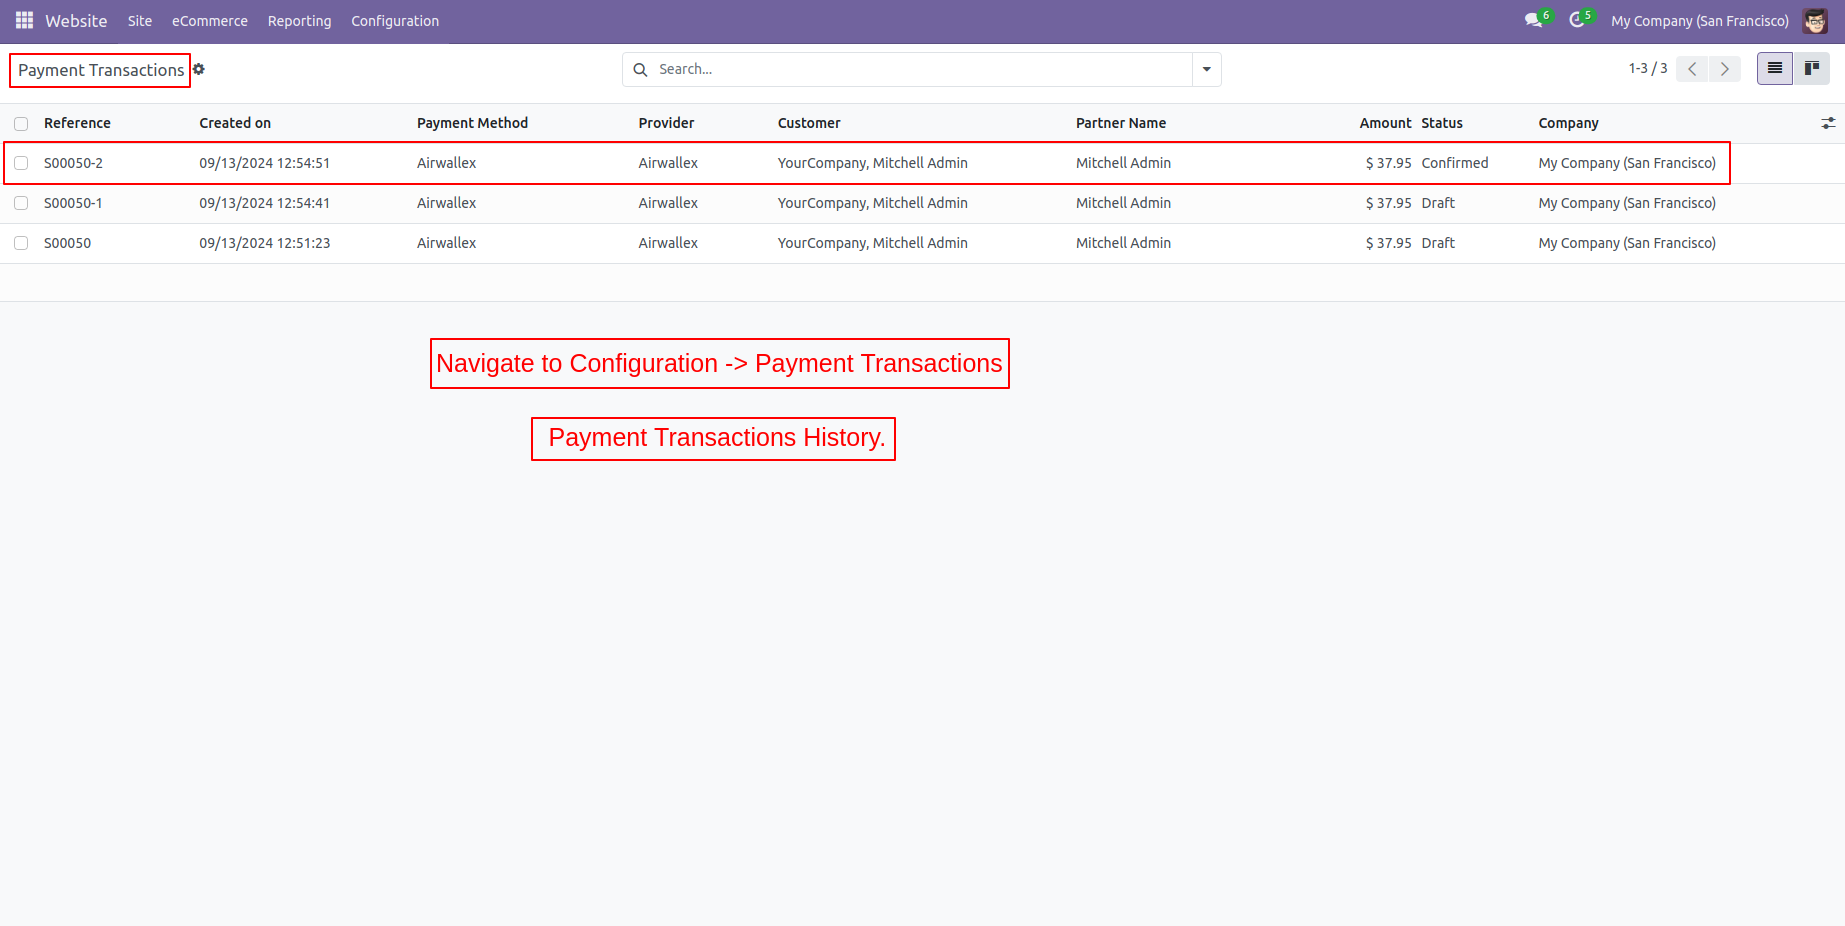 Website Site eCommerce Reporting Configuration 6 5 My Company (San Francisco)
Payment Transactions Search... 1-3 / 3
Reference Created on Payment Method Provider Customer Partner Name Amount Status Company
S00050-2 09/13/2024 12:54:51 Airwallex Airwallex YourCompany, Mitchell Admin Mitchell Admin $ 37.95 Confirmed My Company (San Francisco)
S00050-1 09/13/2024 12:54:41 Airwallex Airwallex YourCompany, Mitchell Admin Mitchell Admin $ 37.95 Draft My Company (San Francisco)
S00050 09/13/2024 12:51:23 Airwallex Airwallex YourCompany, Mitchell Admin Mitchell Admin $ 37.95 Draft My Company (San Francisco)
Navigate to Configuration -> Payment Transactions
Payment Transactions History.